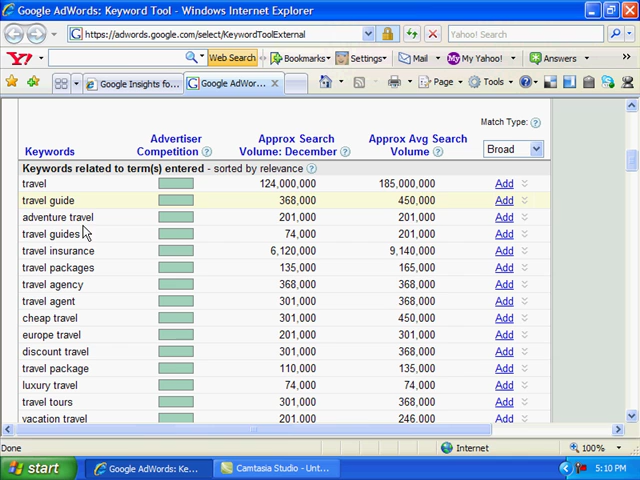 Google AdWords: Keyword Tool - Windows Internet Explorer
https://adwords.google.com/select/KeywordToolExternal
Yahoo! Search
Y! Web Search Bookmarks Settings Mail My Yahoo! Answers
Google Insights fo... Google AdWord... Page Tools
Match Type: ?
Keywords Advertiser Competition ? Approx Search Volume: December ? Approx Avg Search Volume ? Broad
Keywords related to term(s) entered - sorted by relevance ?
travel 124,000,000 185,000,000 Add
travel guide 368,000 450,000 Add
adventure travel 201,000 201,000 Add
travel guides 74,000 201,000 Add
travel insurance 6,120,000 9,140,000 Add
travel packages 135,000 165,000 Add
travel agency 368,000 368,000 Add
travel agent 301,000 368,000 Add
cheap travel 301,000 450,000 Add
europe travel 201,000 301,000 Add
discount travel 301,000 368,000 Add
travel package 110,000 135,000 Add
luxury travel 74,000 74,000 Add
travel tours 301,000 368,000 Add
vacation travel 201,000 246,000 Add
Done Internet 100%
start Google AdWords: Ke... Camtasia Studio - Unt... 5:10 PM